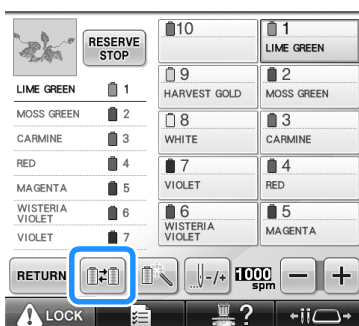 RESERVE
STOP
LIME GREEN 1
MOSS GREEN 2
CARMINE 3
RED 4
MAGENTA 5
WISTERIA
VIOLET 6
VIOLET 7
10
1
LIME GREEN
9
HARVEST GOLD
2
MOSS GREEN
8
WHITE
3
CARMINE
7
VIOLET
4
RED
6
WISTERIA
VIOLET
5
MAGENTA
RETURN
-/+
1000
spm
- +
LOCK
?